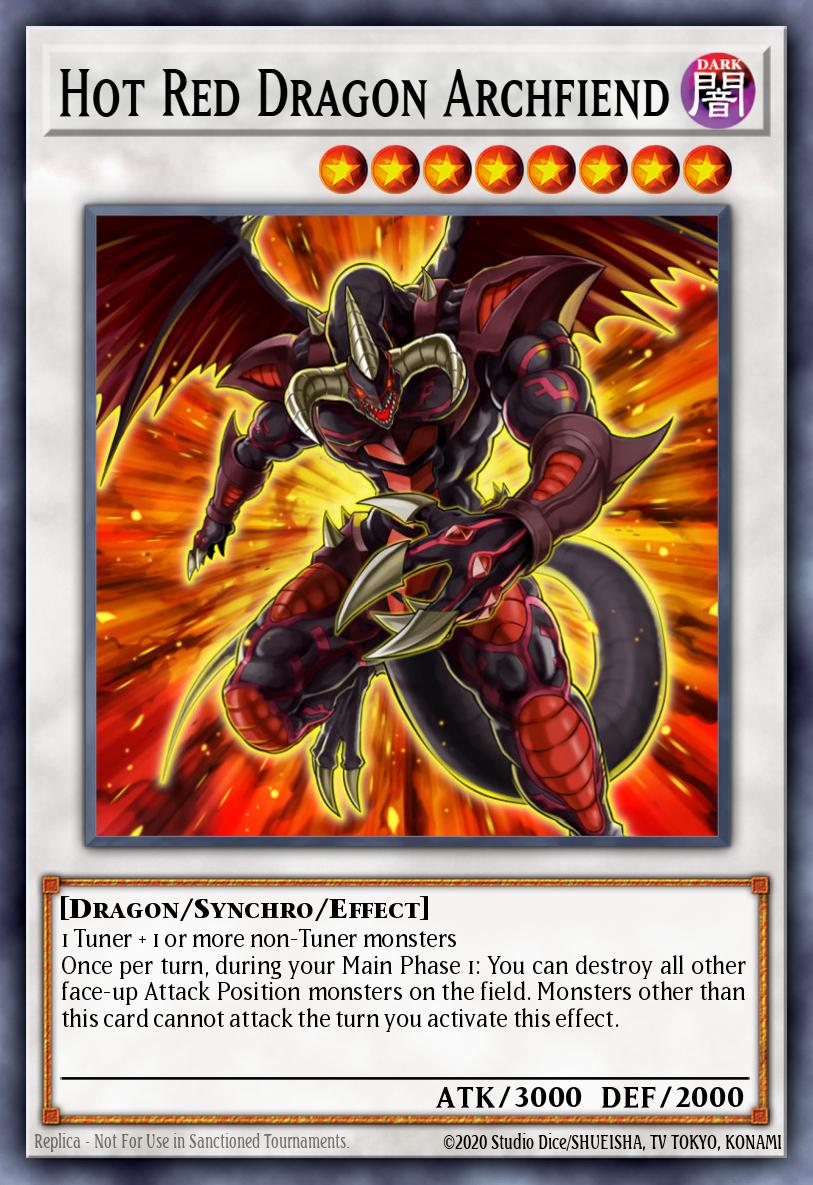 Hot Red Dragon Archfiend
DARK
闇
[Dragon/Synchro/Effect]
1 Tuner + 1 or more non-Tuner monsters
Once per turn, during your Main Phase 1: You can destroy all other
face-up Attack Position monsters on the field. Monsters other than
this card cannot attack the turn you activate this effect.
ATK/3000 DEF/2000
Replica - Not For Use in Sanctioned Tournaments.
©2020 Studio Dice/SHUEISHA, TV TOKYO, KONAMI